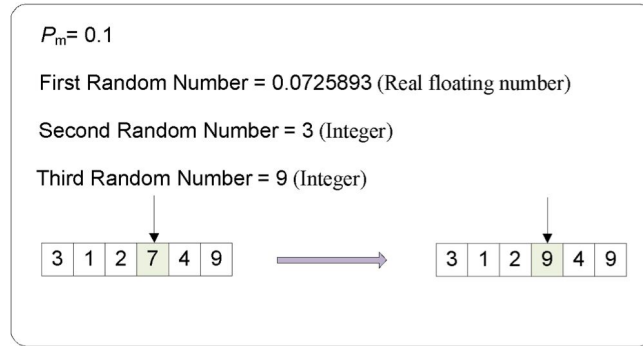 Pm= 0.1
First Random Number = 0.0725893 (Real floating number)
Second Random Number = 3 (Integer)
Third Random Number = 9 (Integer)
3 1 2 7 4 9 3 1 2 9 4 9